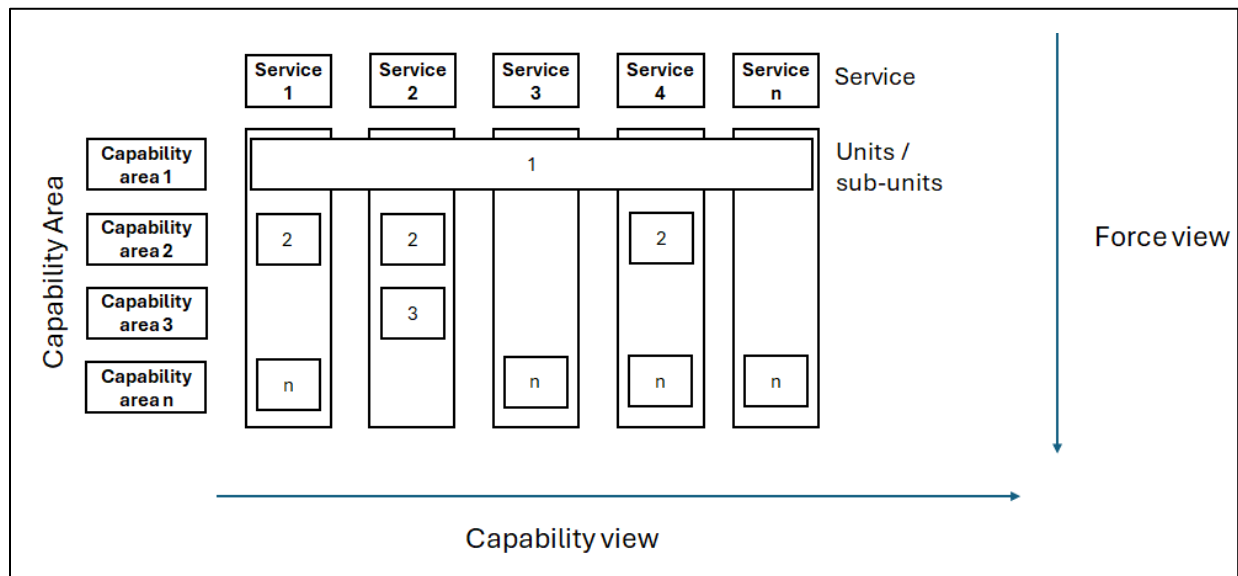 Service 1
Service 2
Service 3
Service 4
Service n
Service
Capability Area
Capability
area 1
1
Units /
sub-units
Capability
area 2
2
2
2
Force view
Capability
area 3
3
Capability
area n
n
n
n
n
Capability view